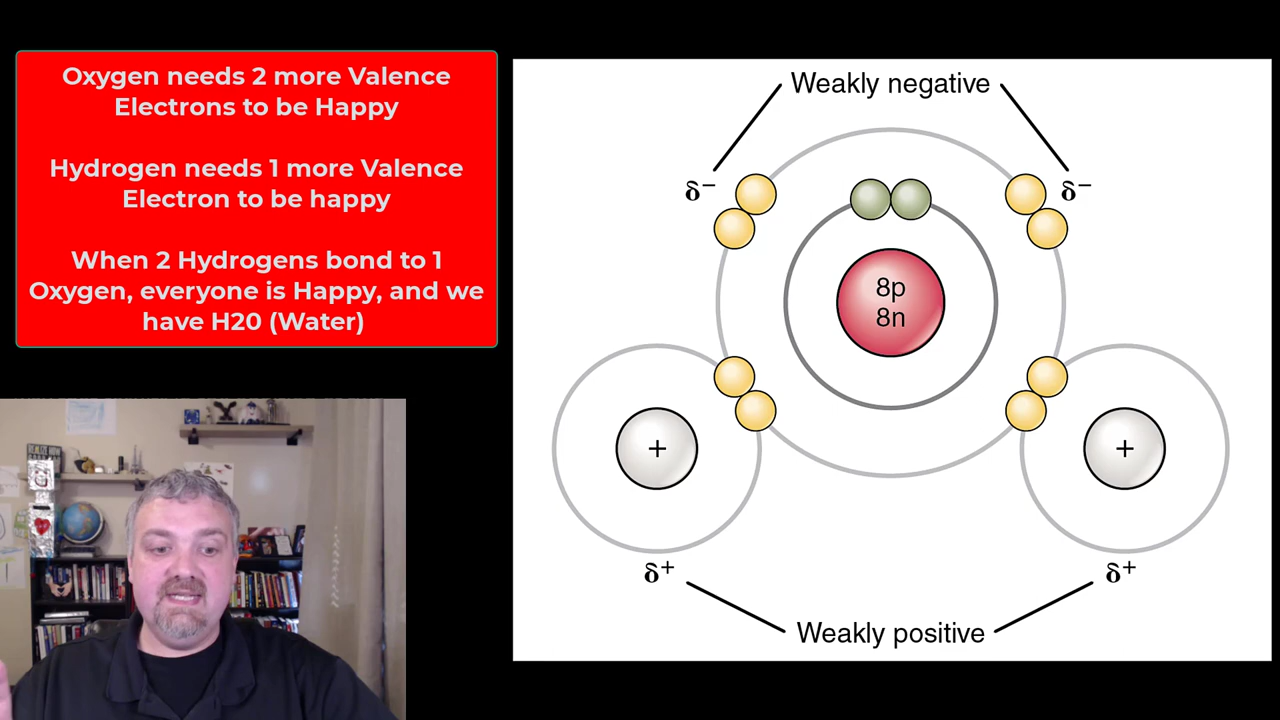 Oxygen needs 2 more Valence
Electrons to be Happy
Hydrogen needs 1 more Valence
Electron to be happy
When 2 Hydrogens bond to 1
Oxygen, everyone is Happy, and we
have H20 (Water)
Weakly negative
δ− δ−
8p
8n
+ +
δ+ δ+
Weakly positive